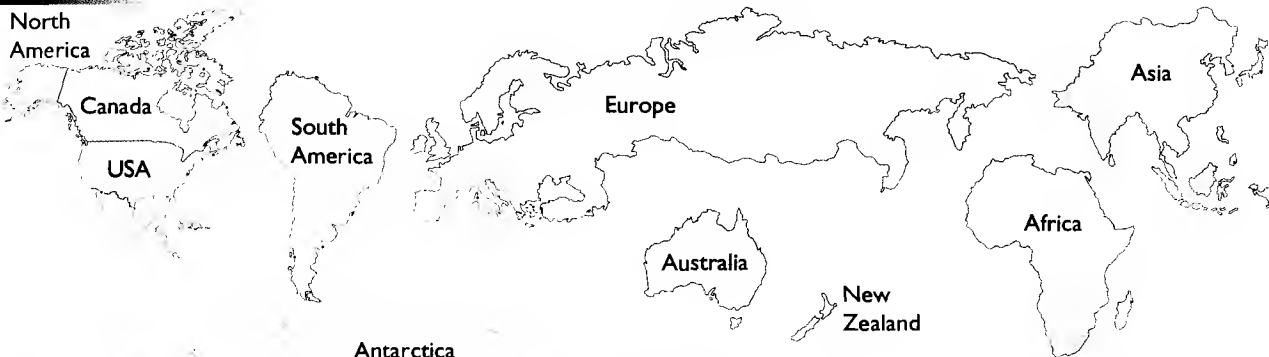 North
America
Canada
USA
South
America
Europe
Asia
Africa
Australia
New
Zealand
Antarctica